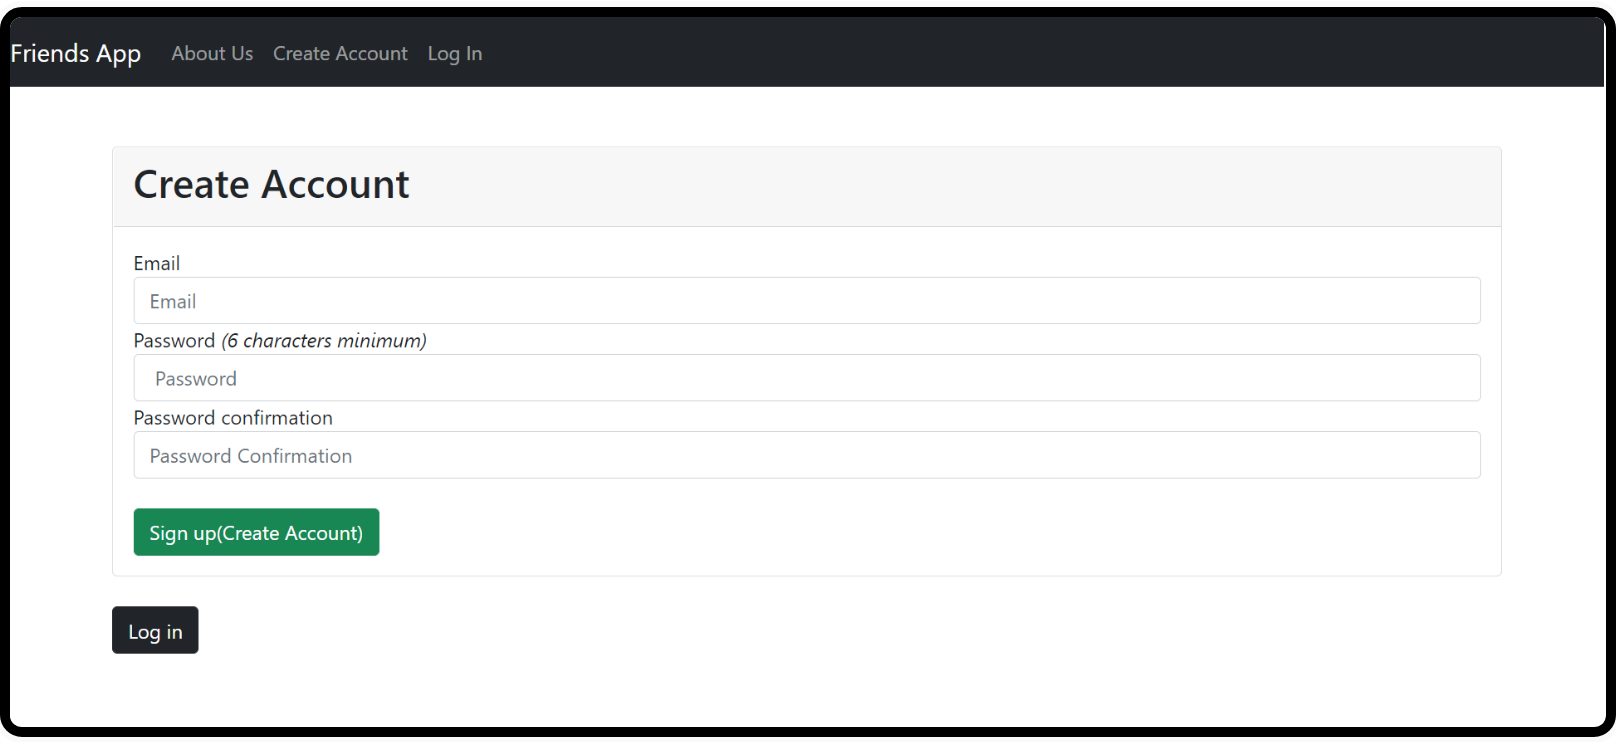 Friends App About Us Create Account Log In
Create Account
Email
Email
Password (6 characters minimum)
Password
Password confirmation
Password Confirmation
Sign up(Create Account)
Log in